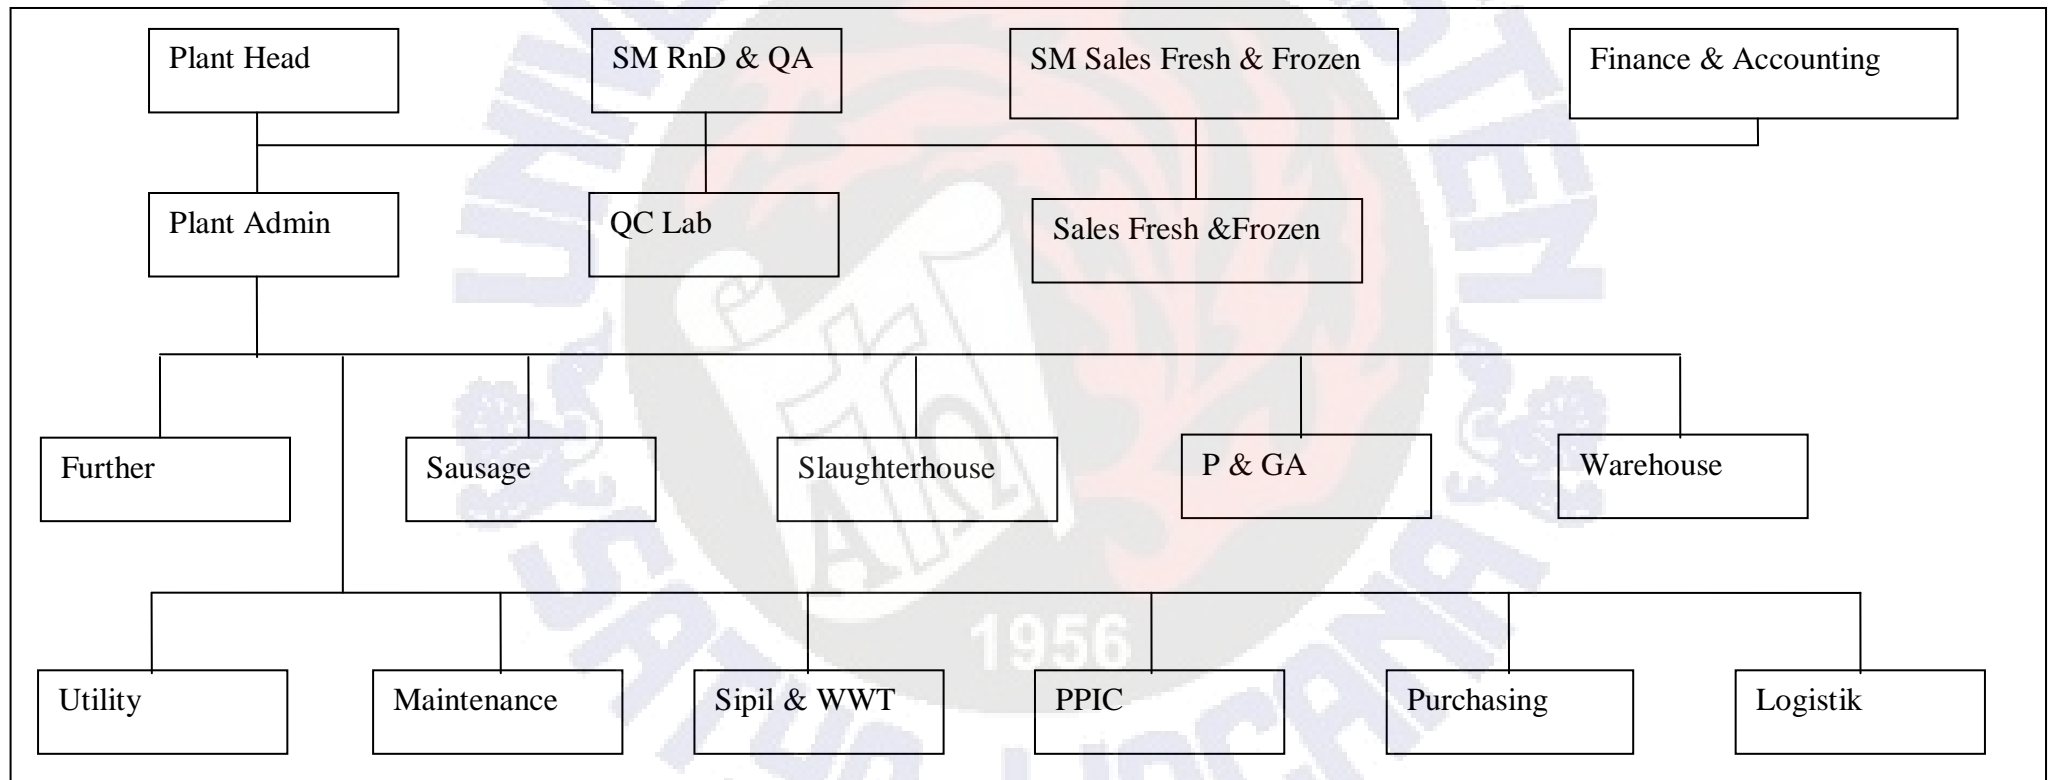 Plant Head
SM RnD & QA
SM Sales Fresh & Frozen
Finance & Accounting
Plant Admin
QC Lab
Sales Fresh &Frozen
Further
Sausage
Slaughterhouse
P & GA
Warehouse
Utility
Maintenance
Sipil & WWT
PPIC
Purchasing
Logistik
1956